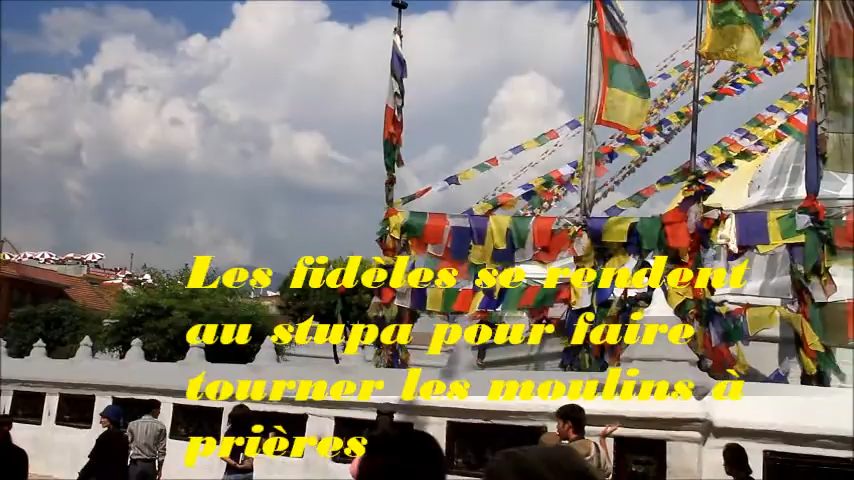 Les fidèles se rendent
au stupa pour faire
tourner les moulins à
prières